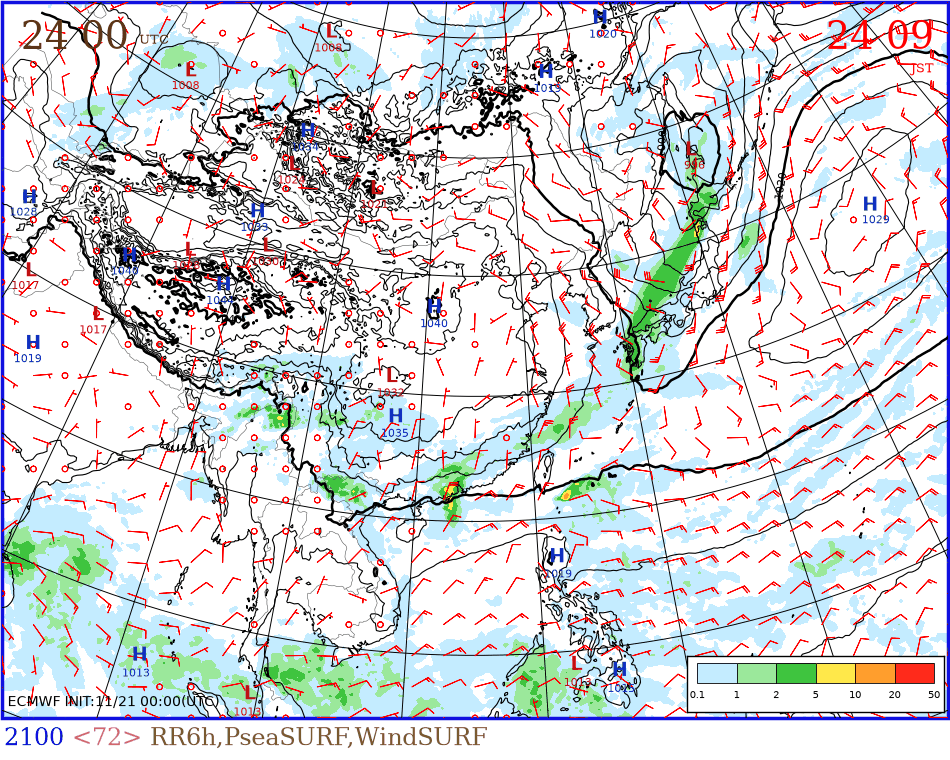 24 00 UTC
24 09 JST
L 1008
L 1008
H 1020
H 1019
H
L
L
L 996
H 1028
H 1033
H 1029
L 1017
L
H
L
H
L 1017
H 1040
H 1019
L
H 1035
H 1019
H 1013
L
H
L 1013
ECMWF INIT:11/21 00:00(UTC)
0.1 1 2 5 10 20 50
2100 <72> RR6h,PseaSURF,WindSURF